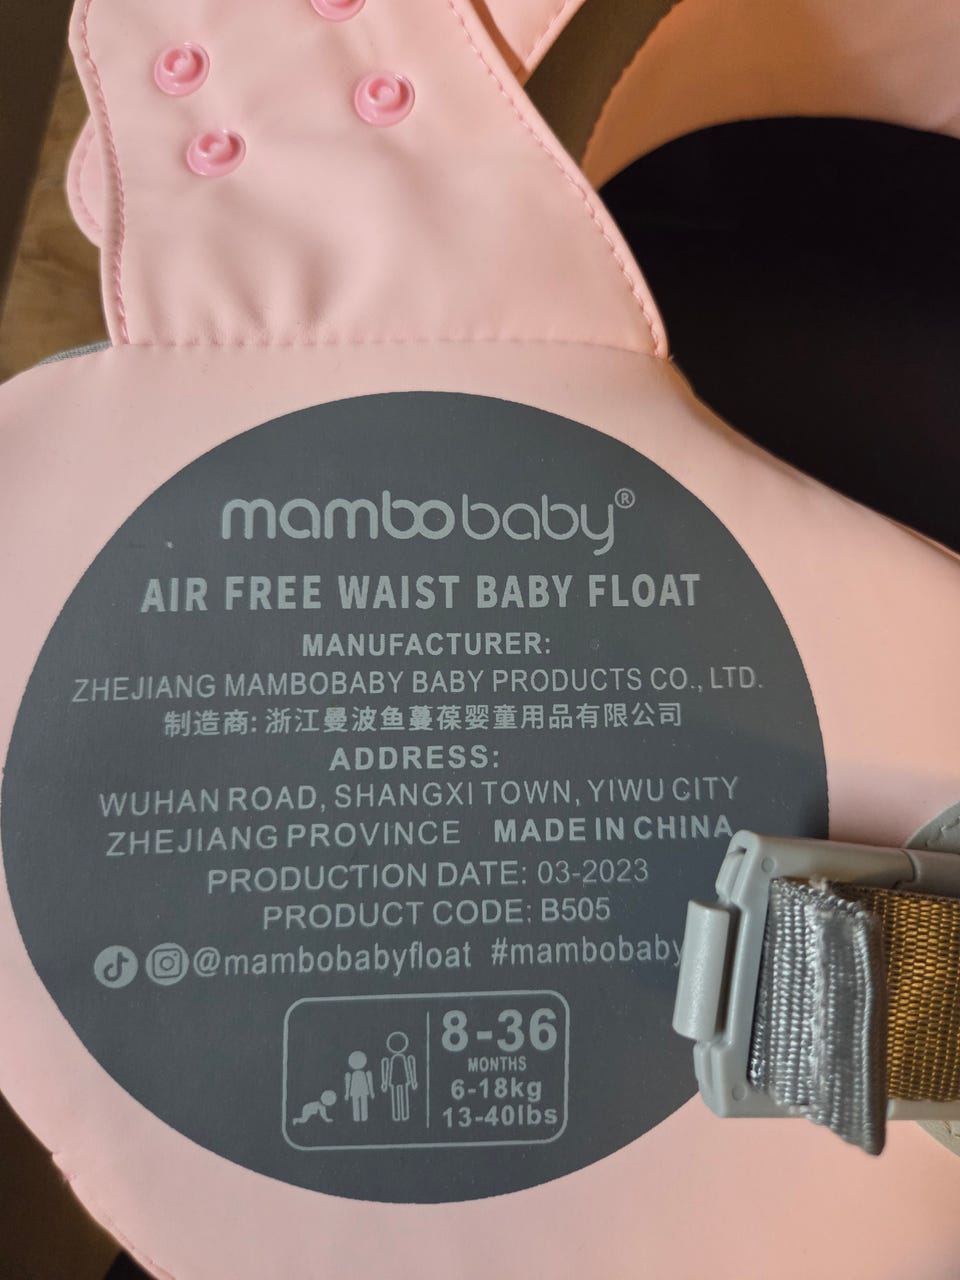 mambobaby®
AIR FREE WAIST BABY FLOAT
MANUFACTURER:
ZHEJIANG MAMBOBABY BABY PRODUCTS CO., LTD.
制造商: 浙江曼波鱼蔓葆婴童用品有限公司
ADDRESS:
WUHAN ROAD, SHANGXI TOWN, YIWU CITY
ZHEJIANG PROVINCE MADE IN CHINA
PRODUCTION DATE: 03-2023
PRODUCT CODE: B505
@mambobabyfloat #mambobaby
8-36
MONTHS
6-18kg
13-40lbs